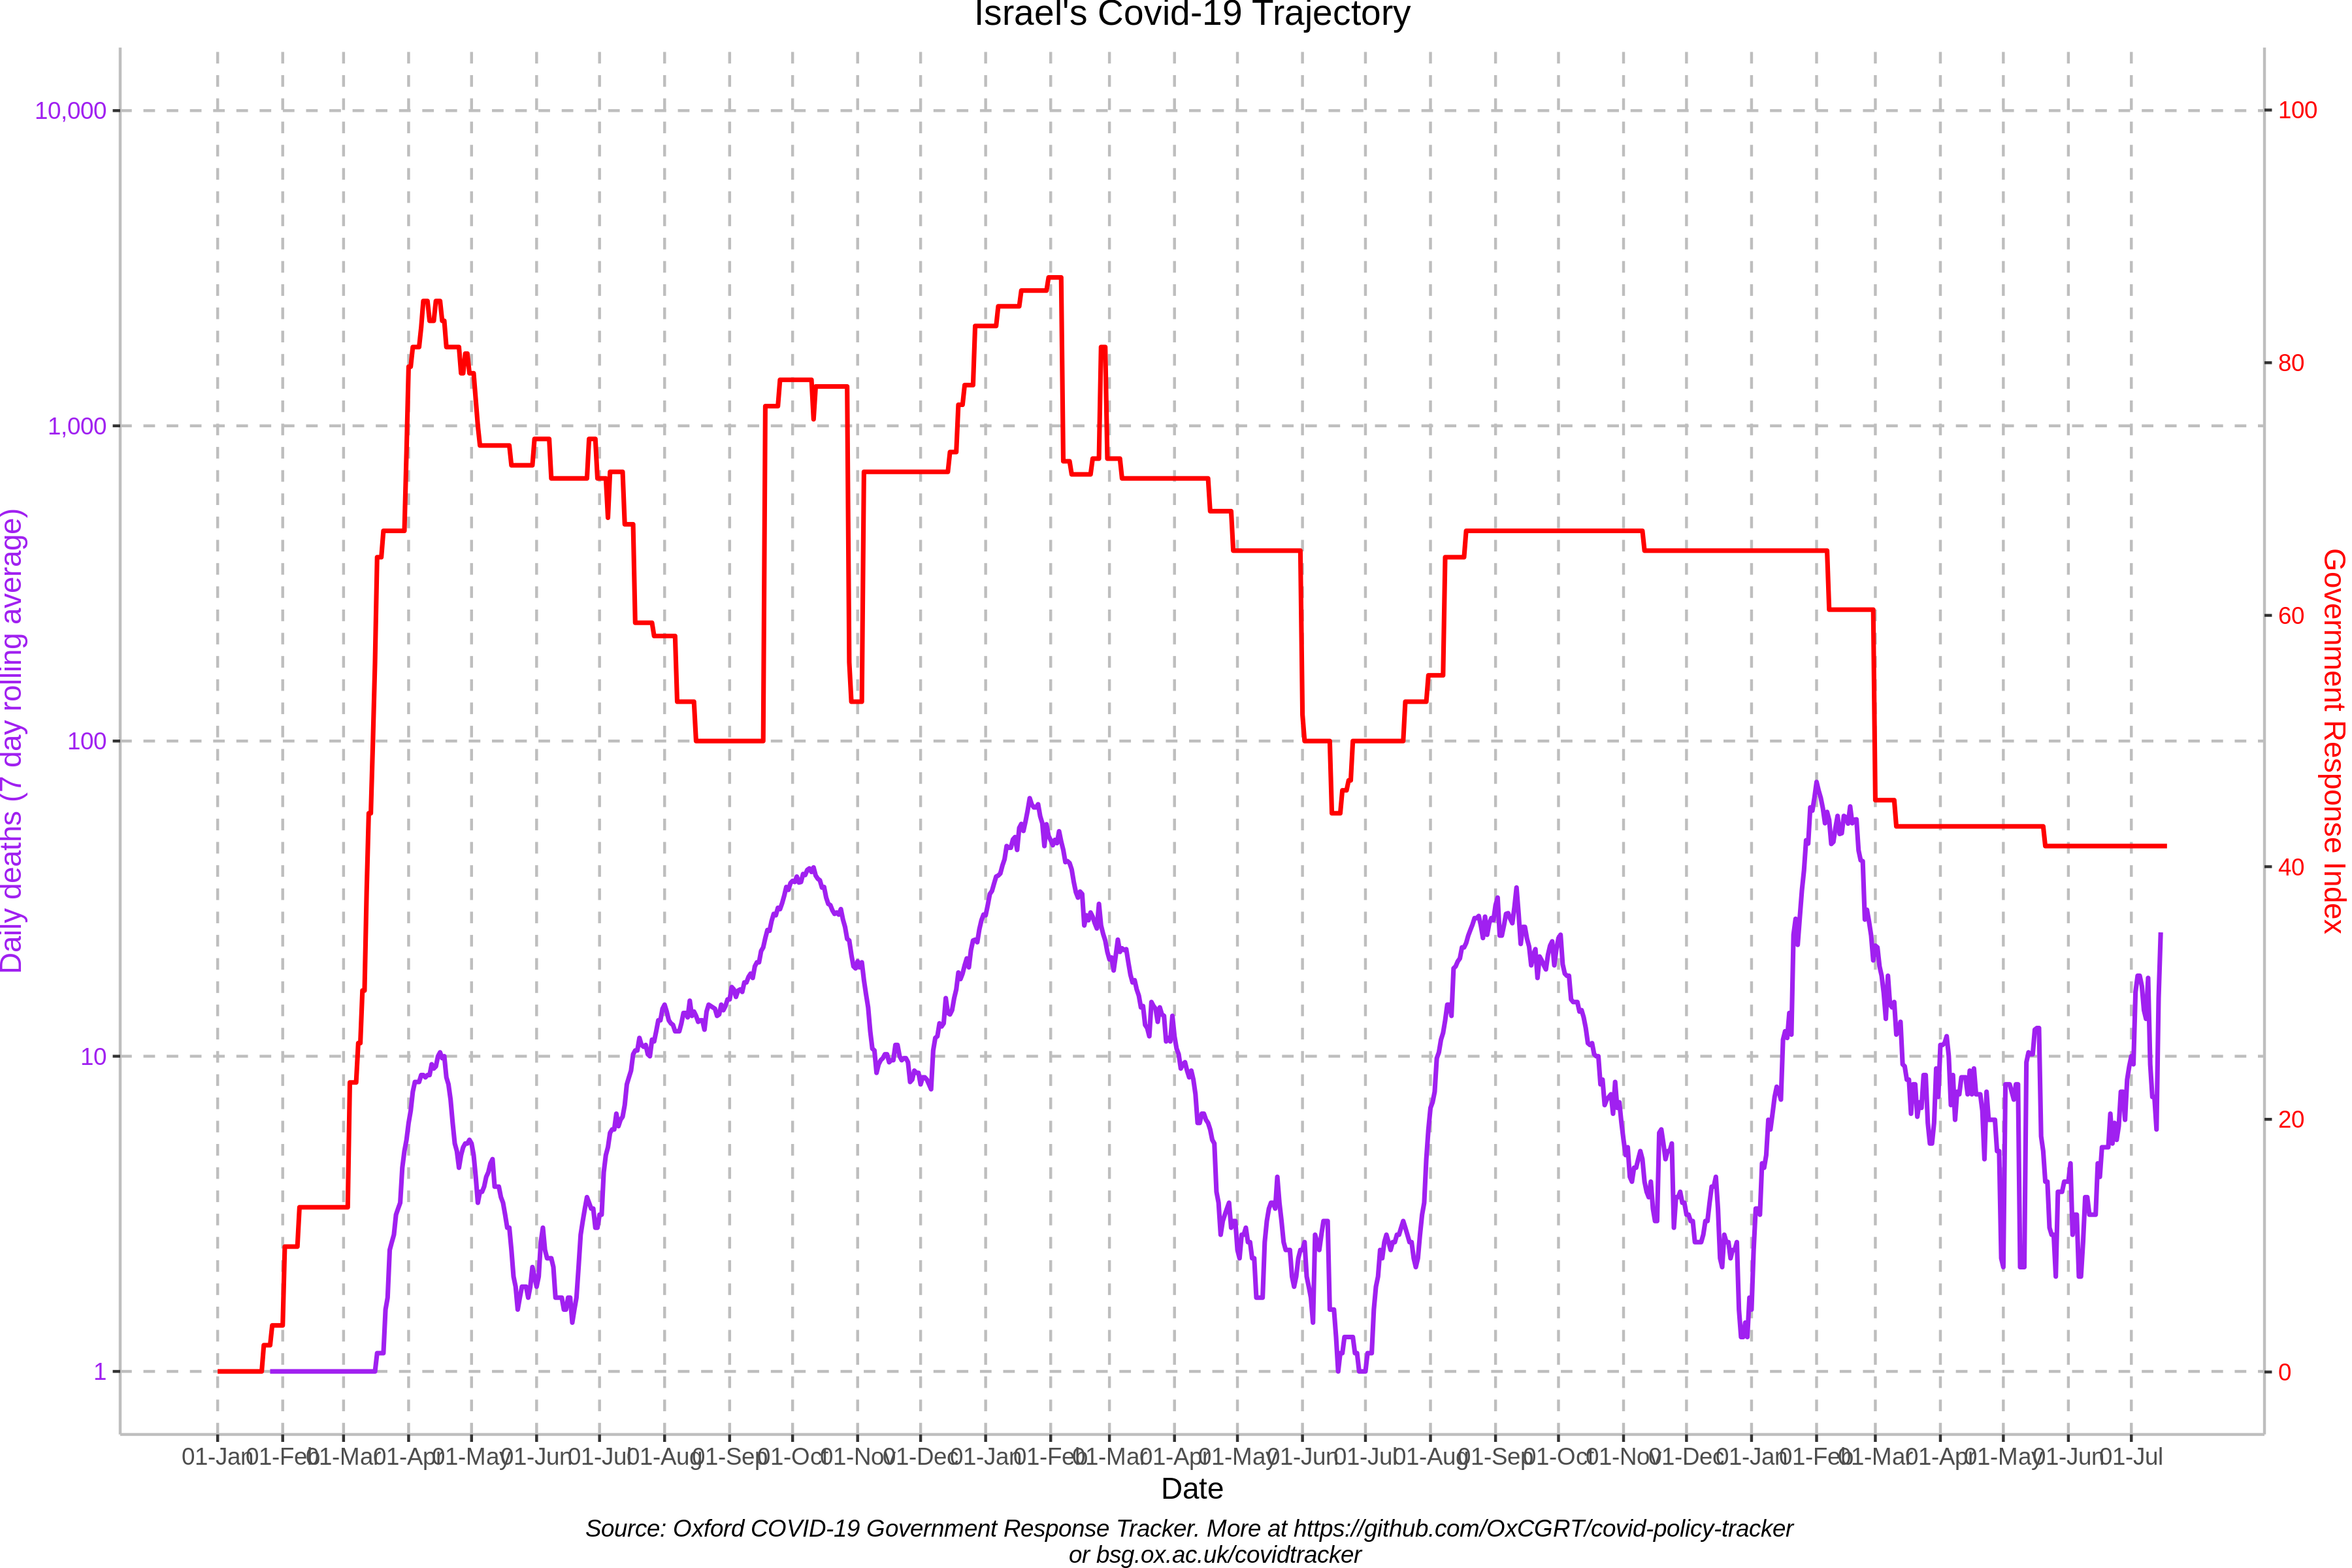 Israel's Covid-19 Trajectory
10,000
1,000
100
10
1
Daily deaths (7 day rolling average)
100
80
60
40
20
0
Government Response Index
01-Jan 01-Feb 01-Mar 01-Apr 01-May 01-Jun 01-Jul 01-Aug 01-Sep 01-Oct 01-Nov 01-Dec 01-Jan 01-Feb 01-Mar 01-Apr 01-May 01-Jun 01-Jul 01-Aug 01-Sep 01-Oct 01-Nov 01-Dec 01-Jan 01-Feb 01-Mar 01-Apr 01-May 01-Jun 01-Jul
Date
Source: Oxford COVID-19 Government Response Tracker. More at https://github.com/OxCGRT/covid-policy-tracker
or bsg.ox.ac.uk/covidtracker